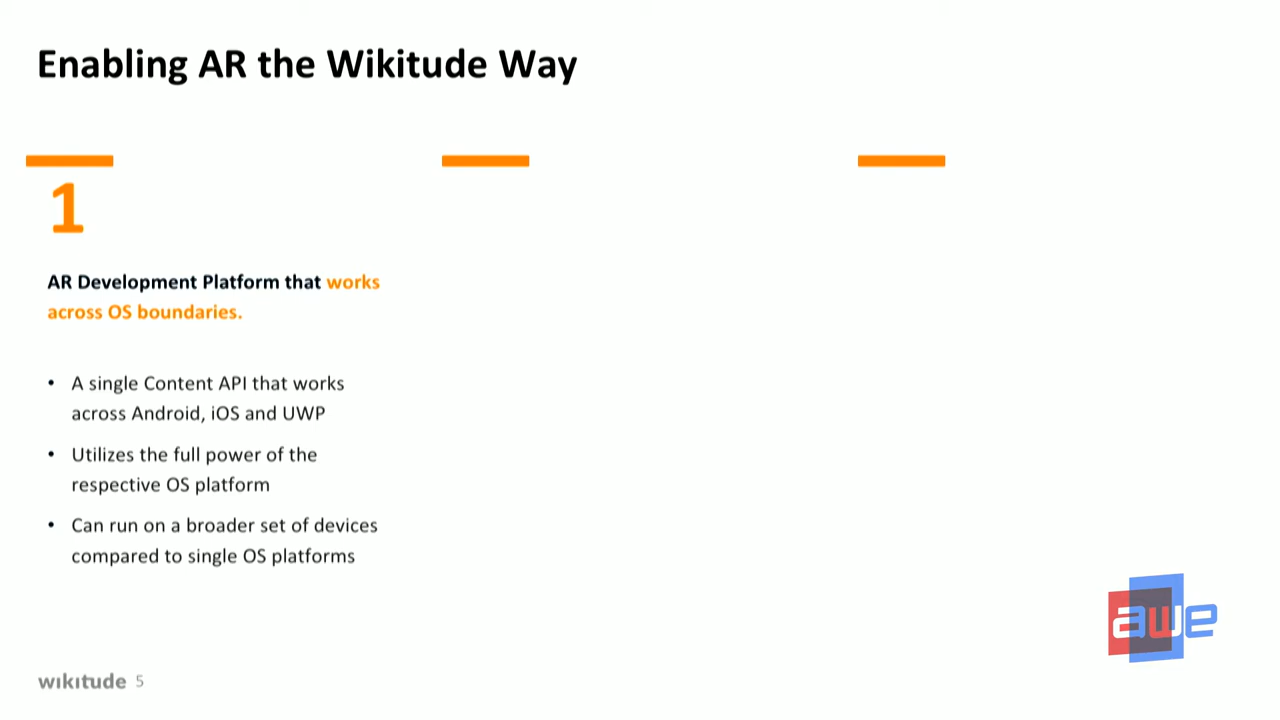 Enabling AR the Wikitude Way
1
AR Development Platform that works
across OS boundaries.
• A single Content API that works
across Android, iOS and UWP
• Utilizes the full power of the
respective OS platform
• Can run on a broader set of devices
compared to single OS platforms
awe
wikitude 5